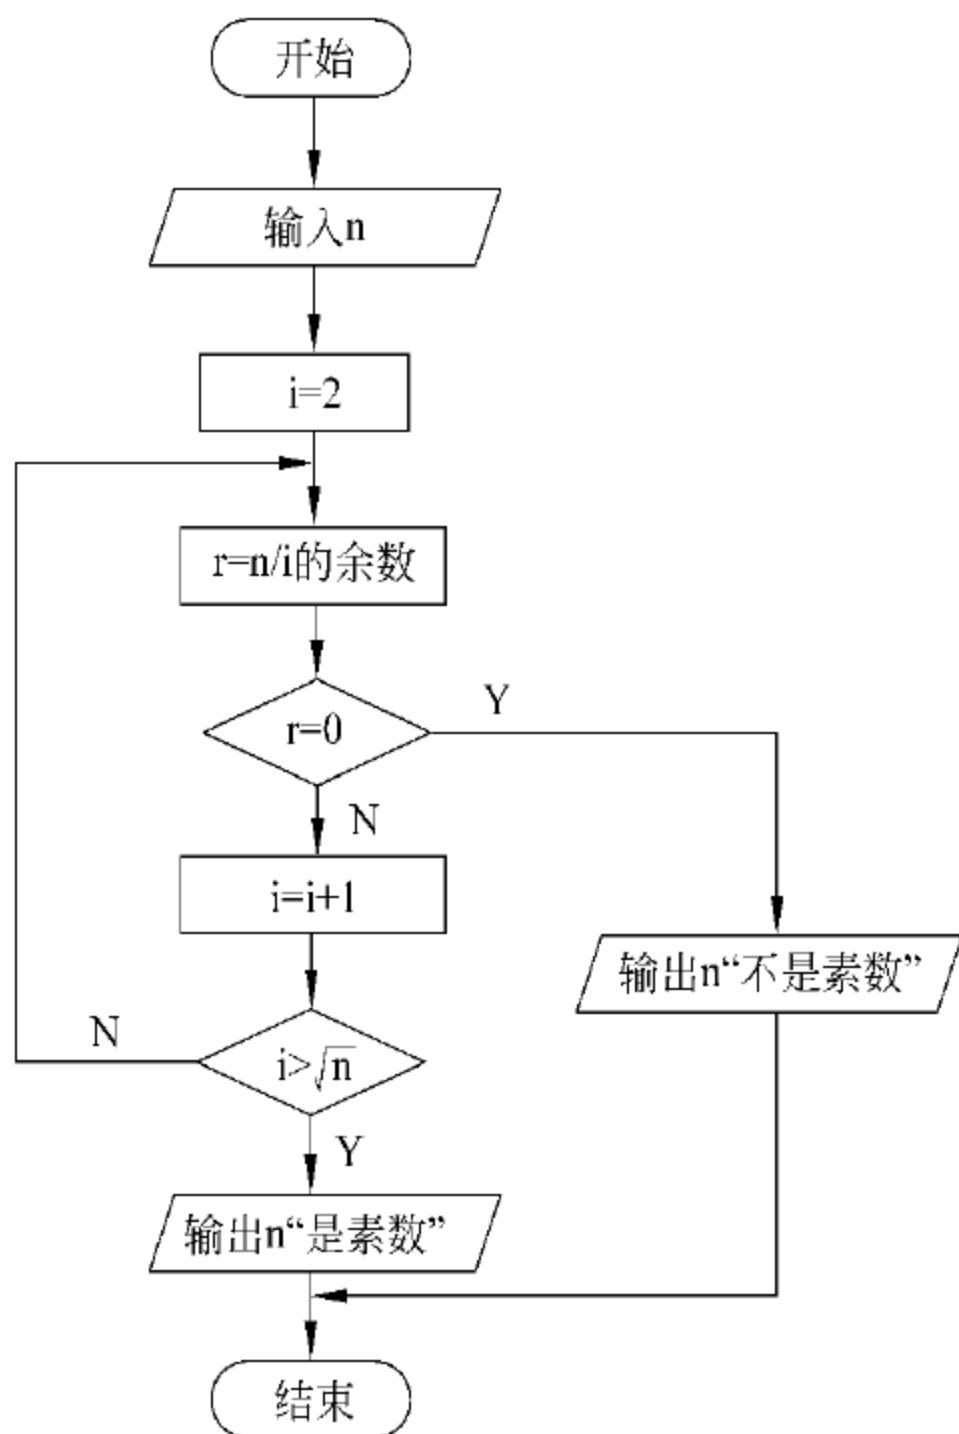 开始
输入n
i=2
r=n/i的余数
r=0
Y
N
i=i+1
输出n“不是素数”
i>√n
N
Y
输出n“是素数”
结束